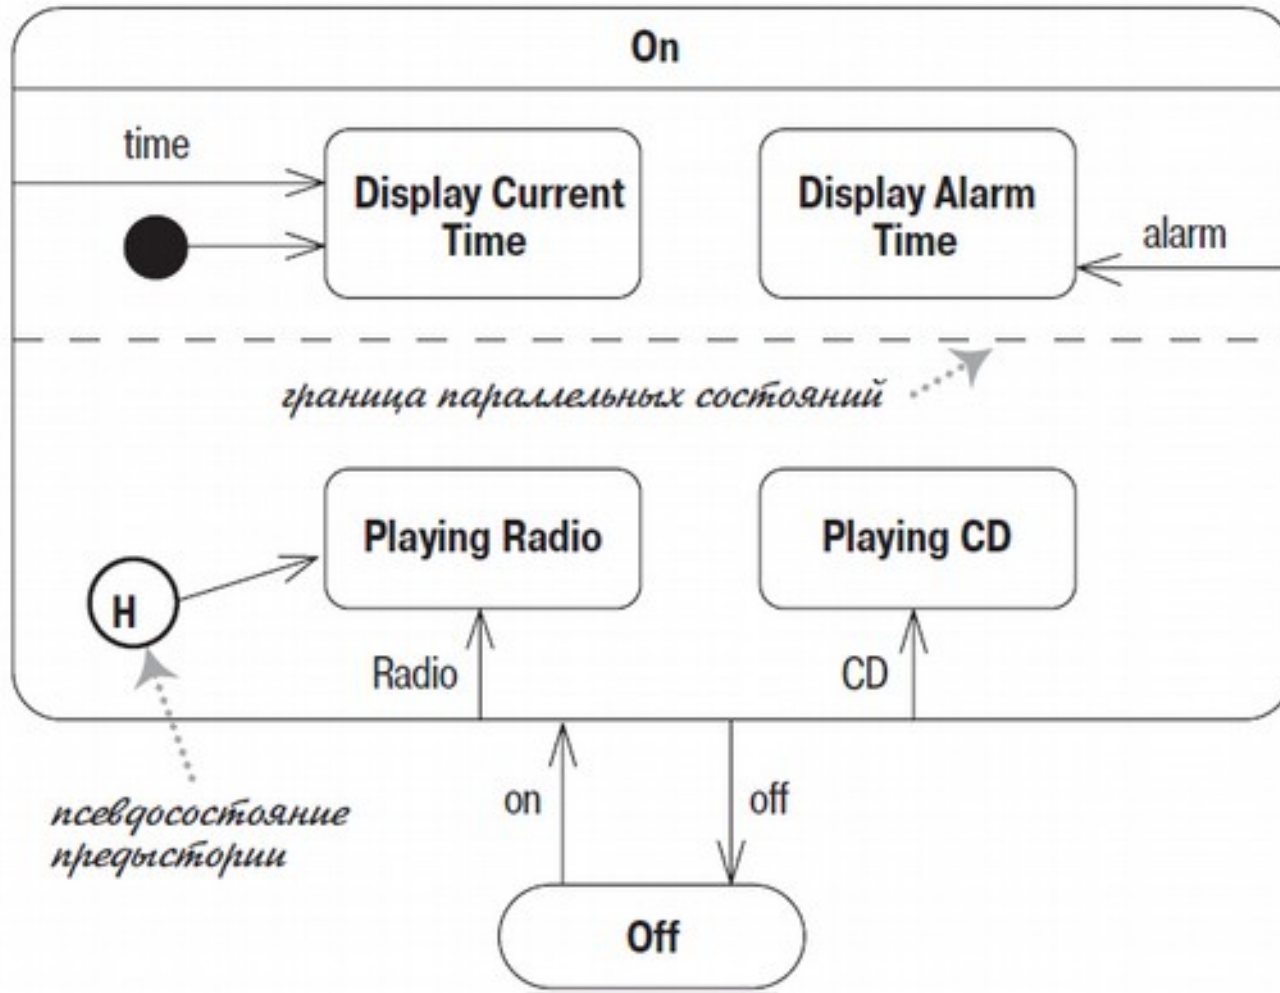 On
time
Display Current
Time
Display Alarm
Time
alarm
граница параллельных состояний
Playing Radio
Playing CD
H
Radio
CD
псевдосостояние
предыстории
on
off
Off